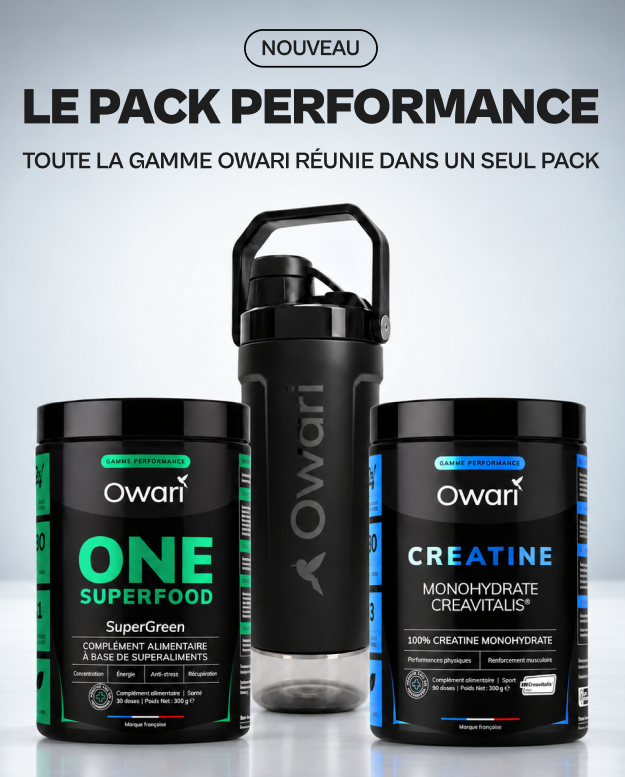 NOUVEAU
LE PACK PERFORMANCE
TOUTE LA GAMME OWARI RÉUNIE DANS UN SEUL PACK
Owari
GAMME PERFORMANCE
Owari
ONE
SUPERFOOD
SuperGreen
COMPLÉMENT ALIMENTAIRE
À BASE DE SUPERALIMENTS
Concentration | Énergie | Anti-stress | Récupération
Complément alimentaire | Santé
30 doses | Poids Net : 300 g e
Marque française
GAMME PERFORMANCE
Owari
CREATINE
MONOHYDRATE
CREAVITALIS®
100% CREATINE MONOHYDRATE
Performances physiques | Renforcement musculaire
Complément alimentaire | Sport
90 doses | Poids Net : 300 g e
Creavitalis
Marque française